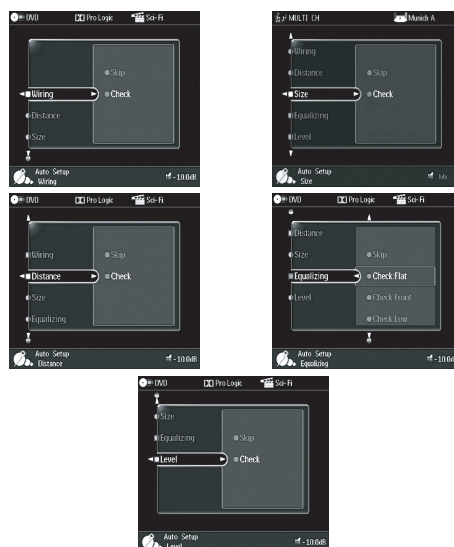 DVD Pro Logic Sci-Fi
Skip
Wiring Check
Distance
Size
Auto Setup
Wiring -10.0dB
MULTI CH Munich A
Wiring
Distance Skip
Size Check
Equalizing
Level
Auto Setup
Size
DVD Pro Logic Sci-Fi
Wiring Skip
Distance Check
Size
Equalizing
Auto Setup
Distance -10.0dB
DVD Pro Logic Sci-Fi
Distance
Size Skip
Equalizing Check Flat
Level Check Front
Check Low
Auto Setup
Equalizing -10.0dB
DVD Pro Logic Sci-Fi
Size
Equalizing Skip
Level Check
Auto Setup
Level -10.0dB